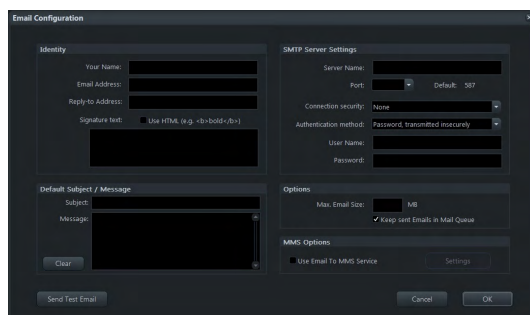 Email Configuration
Identity
Your Name:
Email Address:
Reply-to Address:
Signature text:
Use HTML (e.g. <b>bold</b>)
Default Subject / Message
Subject:
Message:
Clear
SMTP Server Settings
Server Name:
Port:
Default: 587
Connection security:
None
Authentication method:
Password, transmitted insecurely
User Name:
Password:
Options
Max. Email Size:
MB
Keep sent Emails in Mail Queue
MMS Options
Use Email To MMS Service
Settings
Send Test Email
Cancel
OK